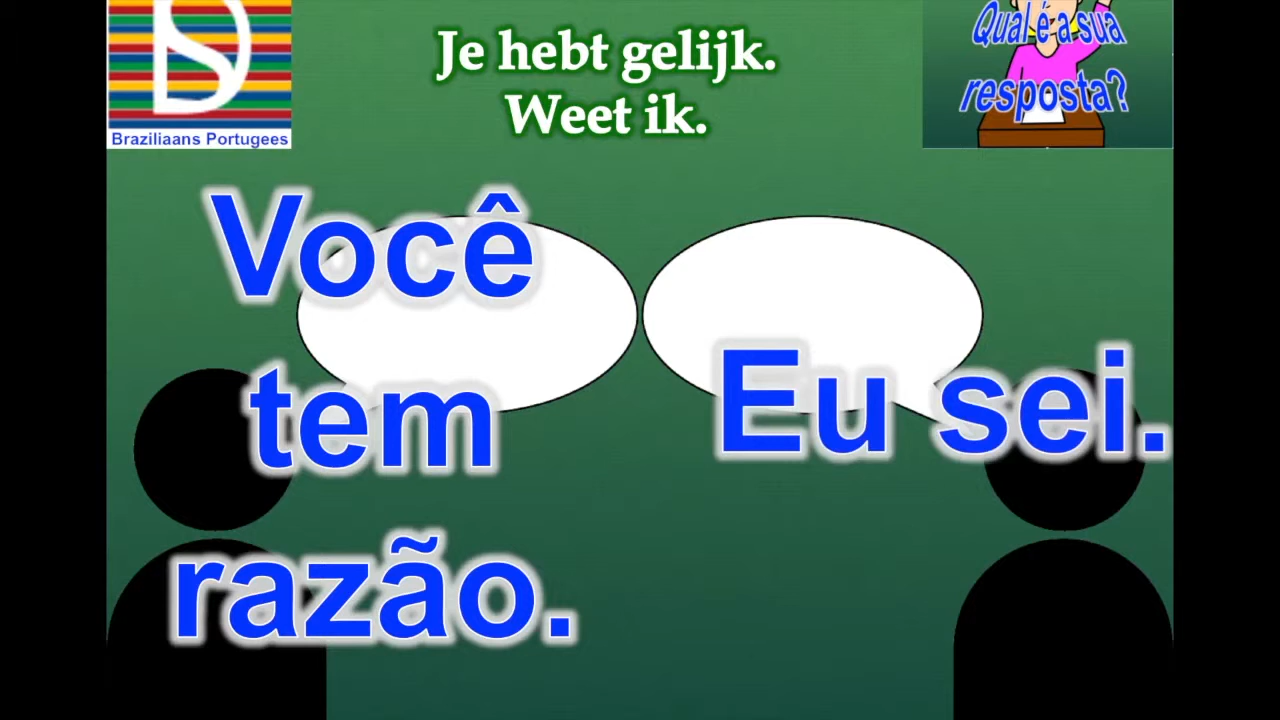 Je hebt gelijk.
Weet ik.
Braziliaans Portugees
Qual é a sua
resposta?
Você
tem
razão.
Eu sei.